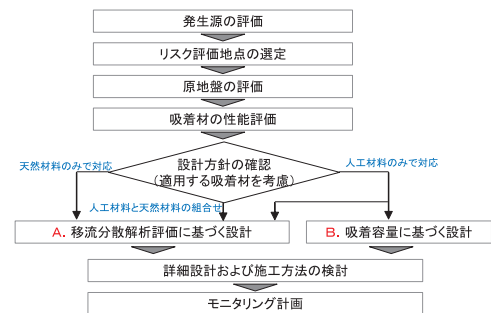 発生源の評価
リスク評価地点の選定
原地盤の評価
吸着材の性能評価
天然材料のみで対応
設計方針の確認
(適用する吸着材を考慮)
人工材料のみで対応
人工材料と天然材料の組合せ
A. 移流分散解析評価に基づく設計
B. 吸着容量に基づく設計
詳細設計および施工方法の検討
モニタリング計画